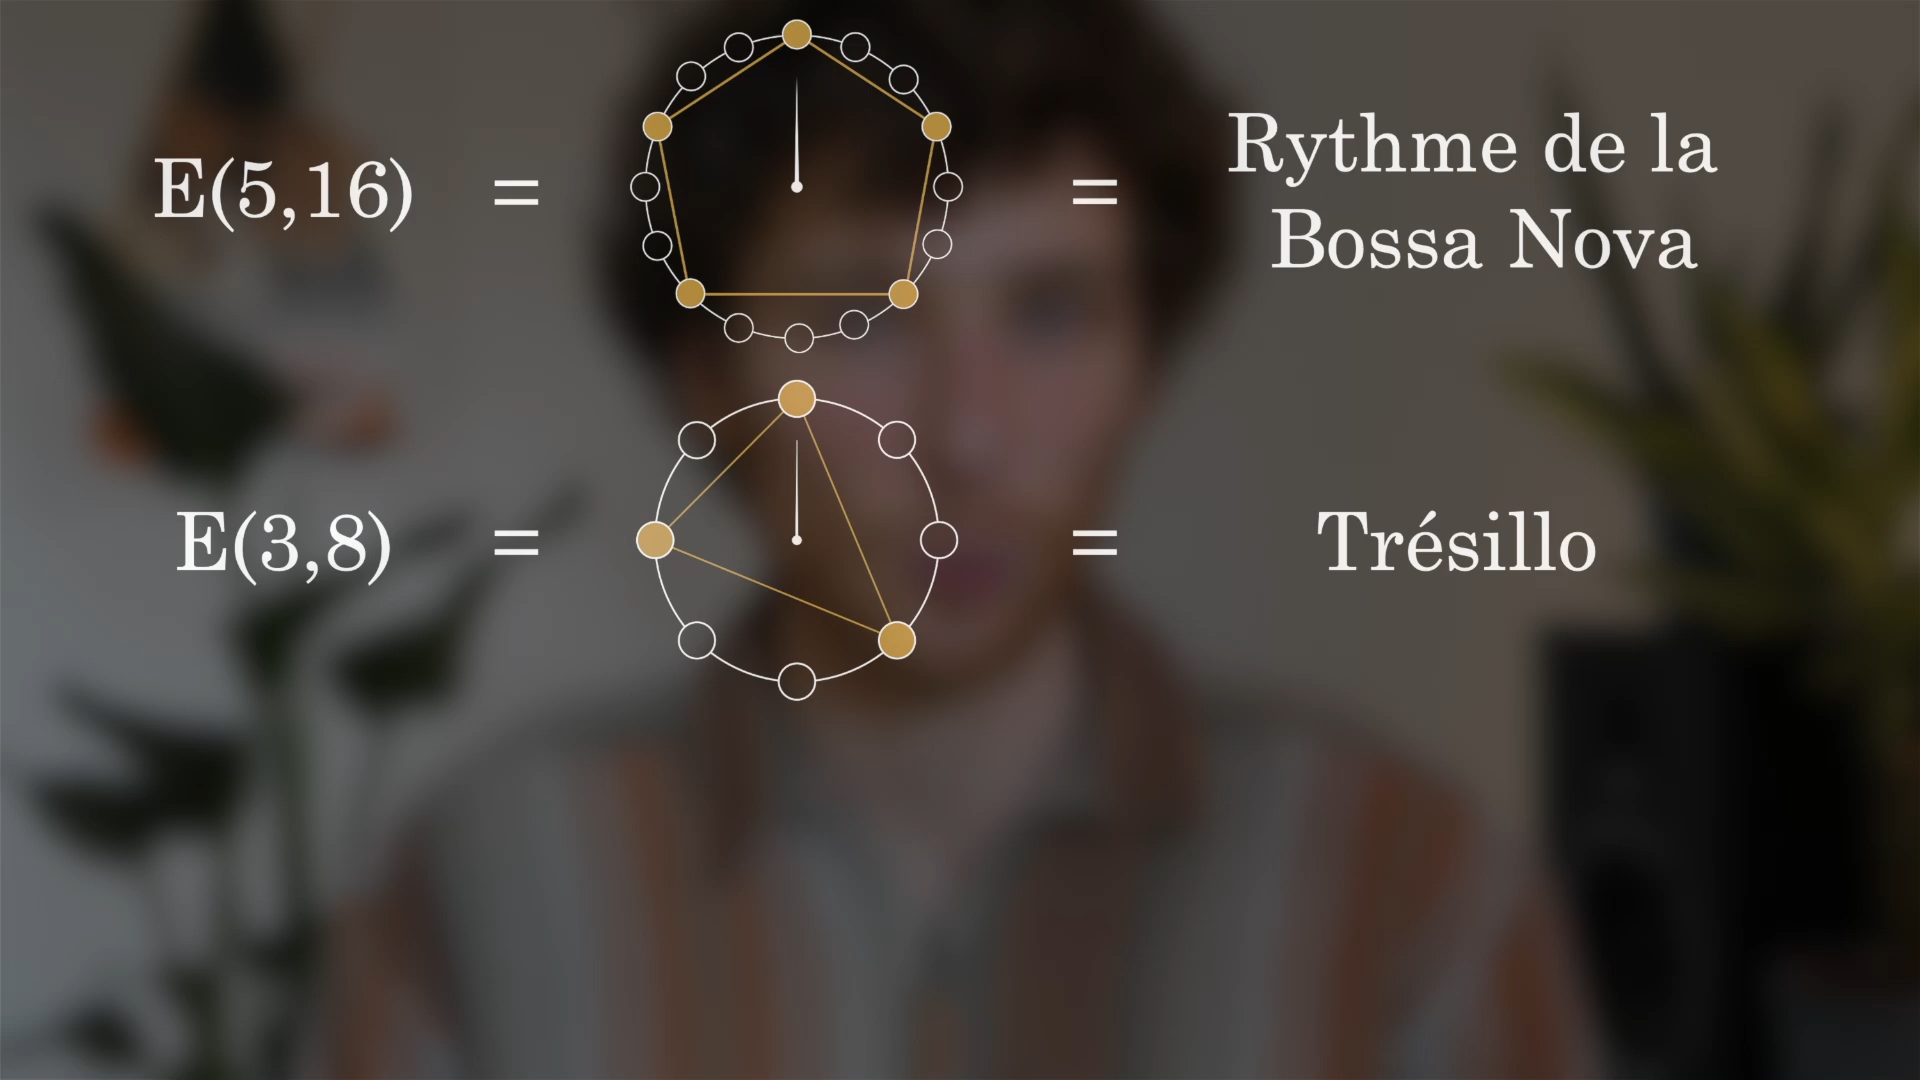 E(5,16) = = Rythme de la
Bossa Nova
E(3,8) = = Trésillo